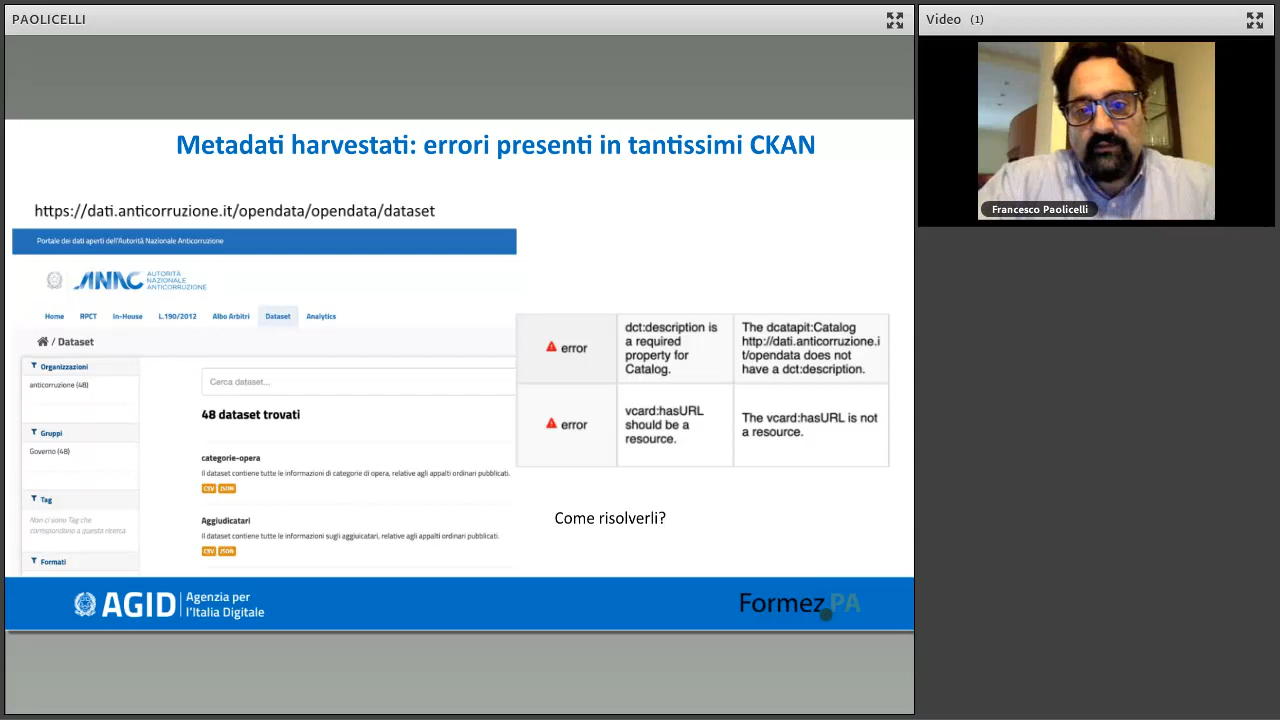 PAOLICELLI
Video (1)
Francesco Paolicelli
Metadati harvestati: errori presenti in tantissimi CKAN
https://dati.anticorruzione.it/opendata/opendata/dataset
Portale dei dati aperti dell'Autorità Nazionale Anticorruzione
ANAC
AUTORITÀ
NAZIONALE
ANTICORRUZIONE
Home RPCT In-House L.190/2012 Albo Arbitri Dataset Analytics
/ Dataset
Organizzazioni
anticorruzione (48)
Gruppi
Governo (48)
Tag
Non ci sono Tag che
corrispondono a questa ricerca
Formati
Cerca dataset...
48 dataset trovati
categorie-opera
Il dataset contiene tutte le informazioni di categorie di opera, relative agli appalti ordinari pubblicati.
CSV JSON
Aggiudicatari
Il dataset contiene tutte le informazioni sugli aggiuicatari, relative agli appalti ordinari pubblicati.
CSV JSON
error
dct:description is
a required
property for
Catalog.
The dcatapit:Catalog
http://dati.anticorruzione.i
t/opendata does not
have a dct:description.
error
vcard:hasURL
should be a
resource.
The vcard:hasURL is not
a resource.
Come risolverli?
AGID
Agenzia per
l'Italia Digitale
Formez PA